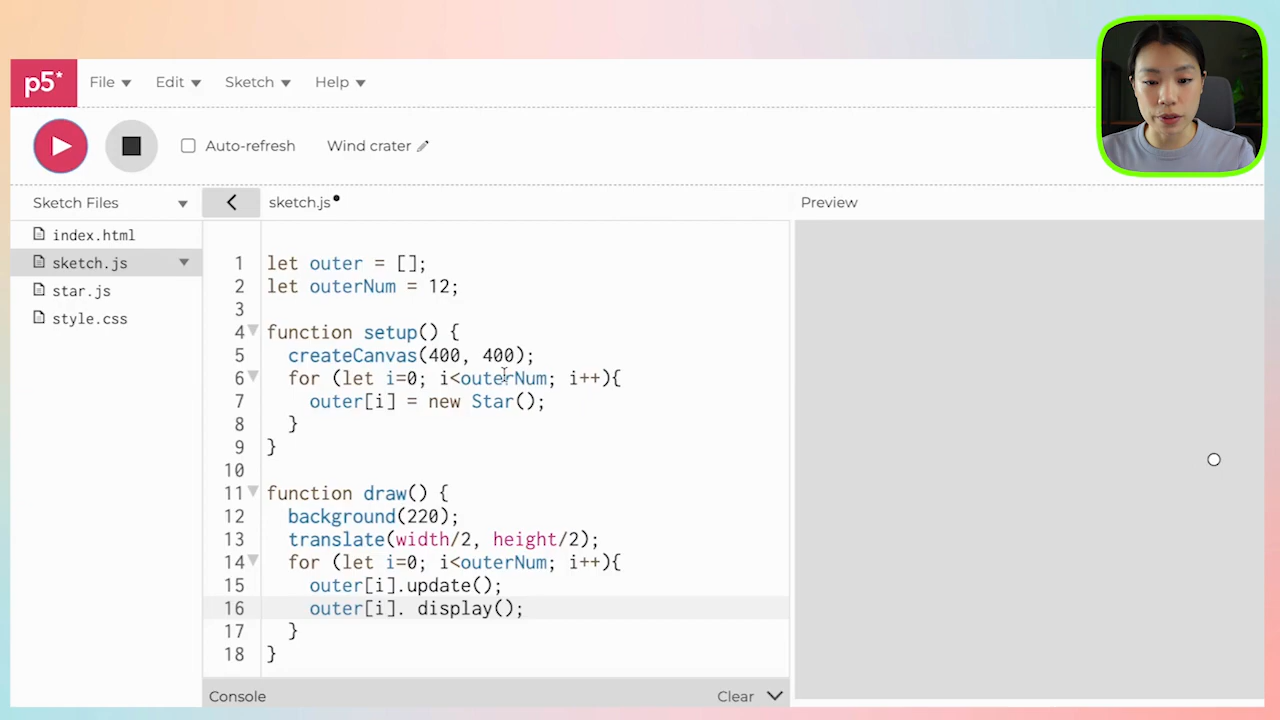 p5* File Edit Sketch Help
Auto-refresh Wind crater
Sketch Files
sketch.js
Preview
index.html
sketch.js
star.js
style.css
1 let outer = [];
2 let outerNum = 12;
3
4 function setup() {
5 createCanvas(400, 400);
6 for (let i=0; i<outerNum; i++){
7 outer[i] = new Star();
8 }
9 }
10
11 function draw() {
12 background(220);
13 translate(width/2, height/2);
14 for (let i=0; i<outerNum; i++){
15 outer[i].update();
16 outer[i]. display();
17 }
18 }
Console Clear